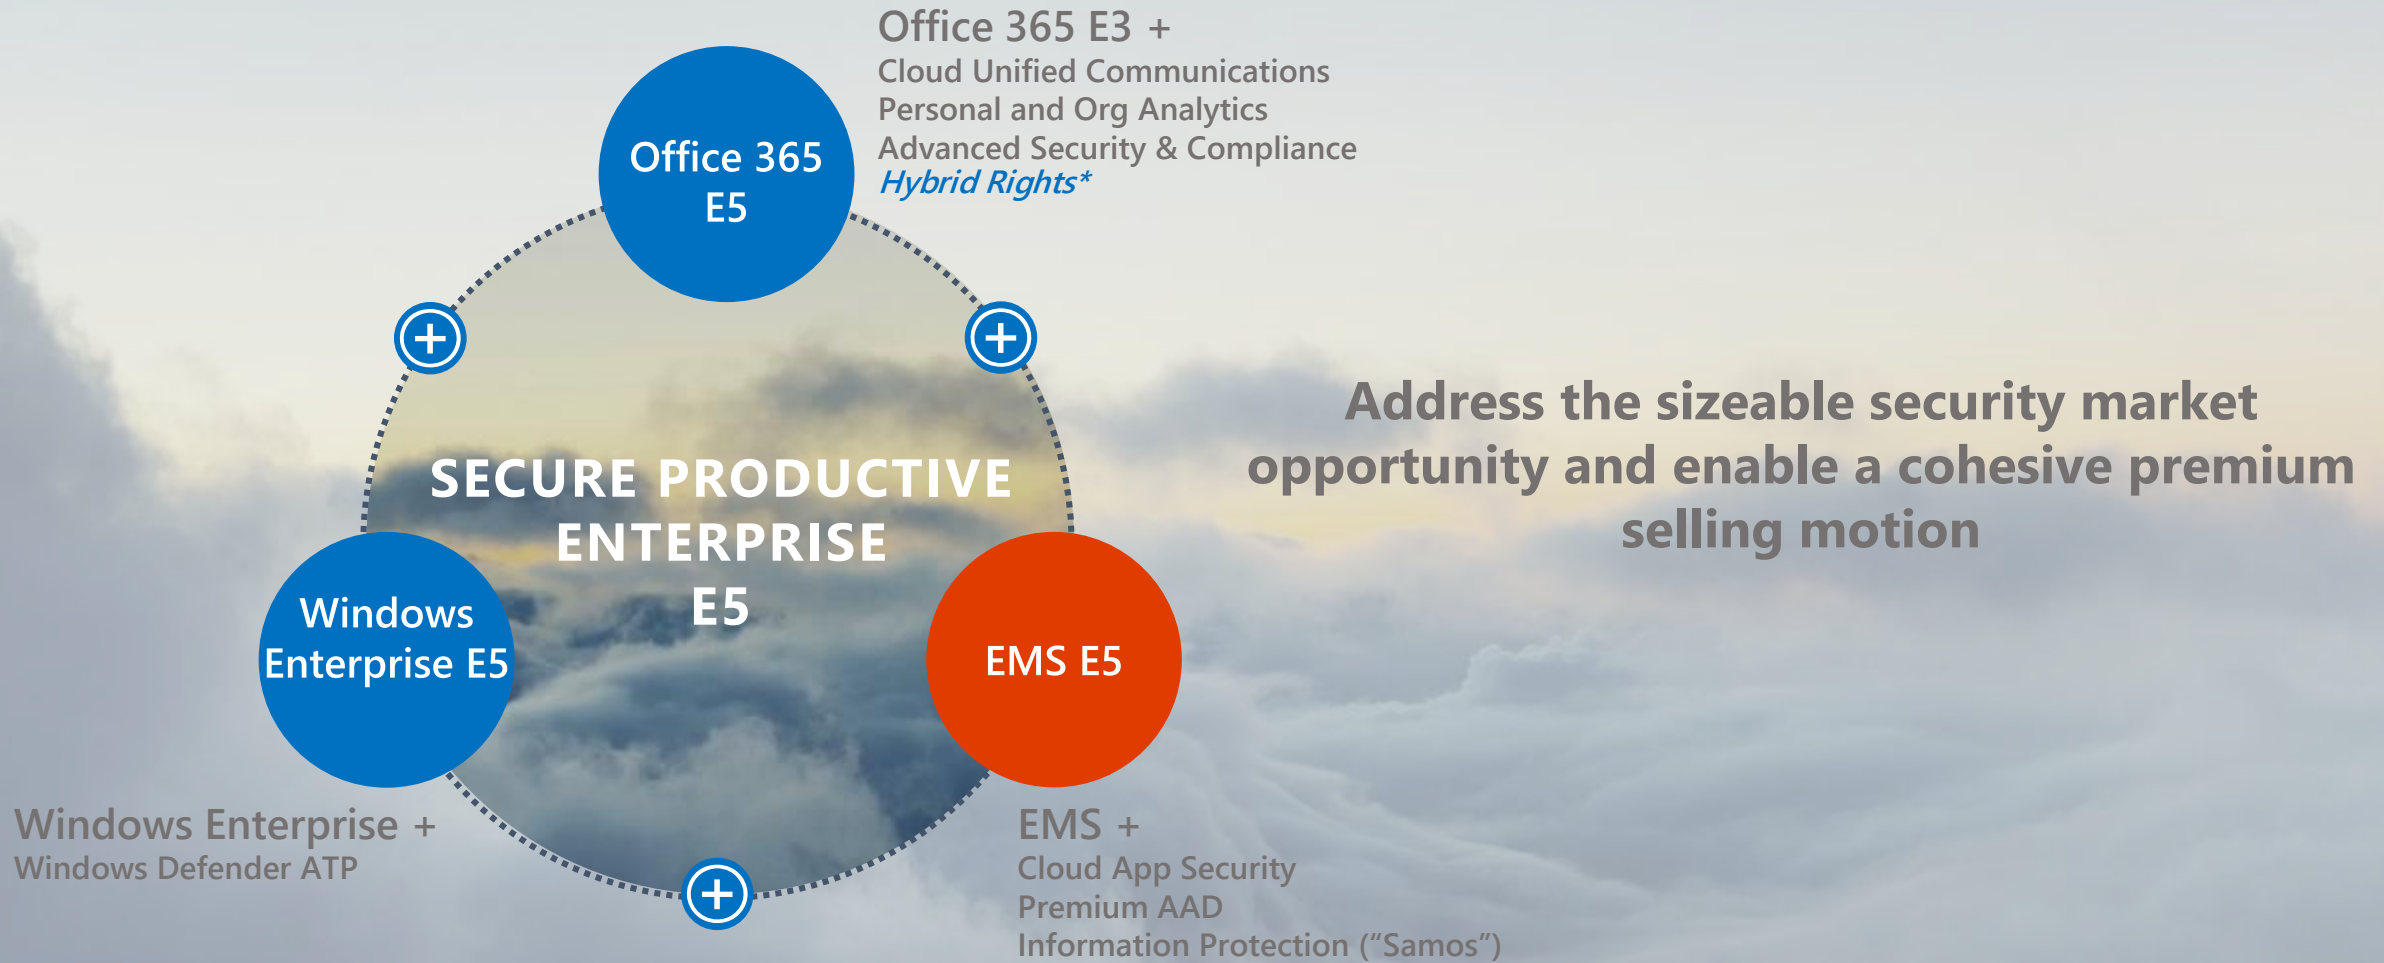 Office 365 E3 +
Cloud Unified Communications
Personal and Org Analytics
Advanced Security & Compliance
Hybrid Rights*
Office 365
E5
Address the sizeable security market
opportunity and enable a cohesive premium
selling motion
SECURE PRODUCTIVE
ENTERPRISE
E5
Windows
Enterprise E5
EMS E5
Windows Enterprise +
Windows Defender ATP
EMS +
Cloud App Security
Premium AAD
Information Protection (“Samos”)